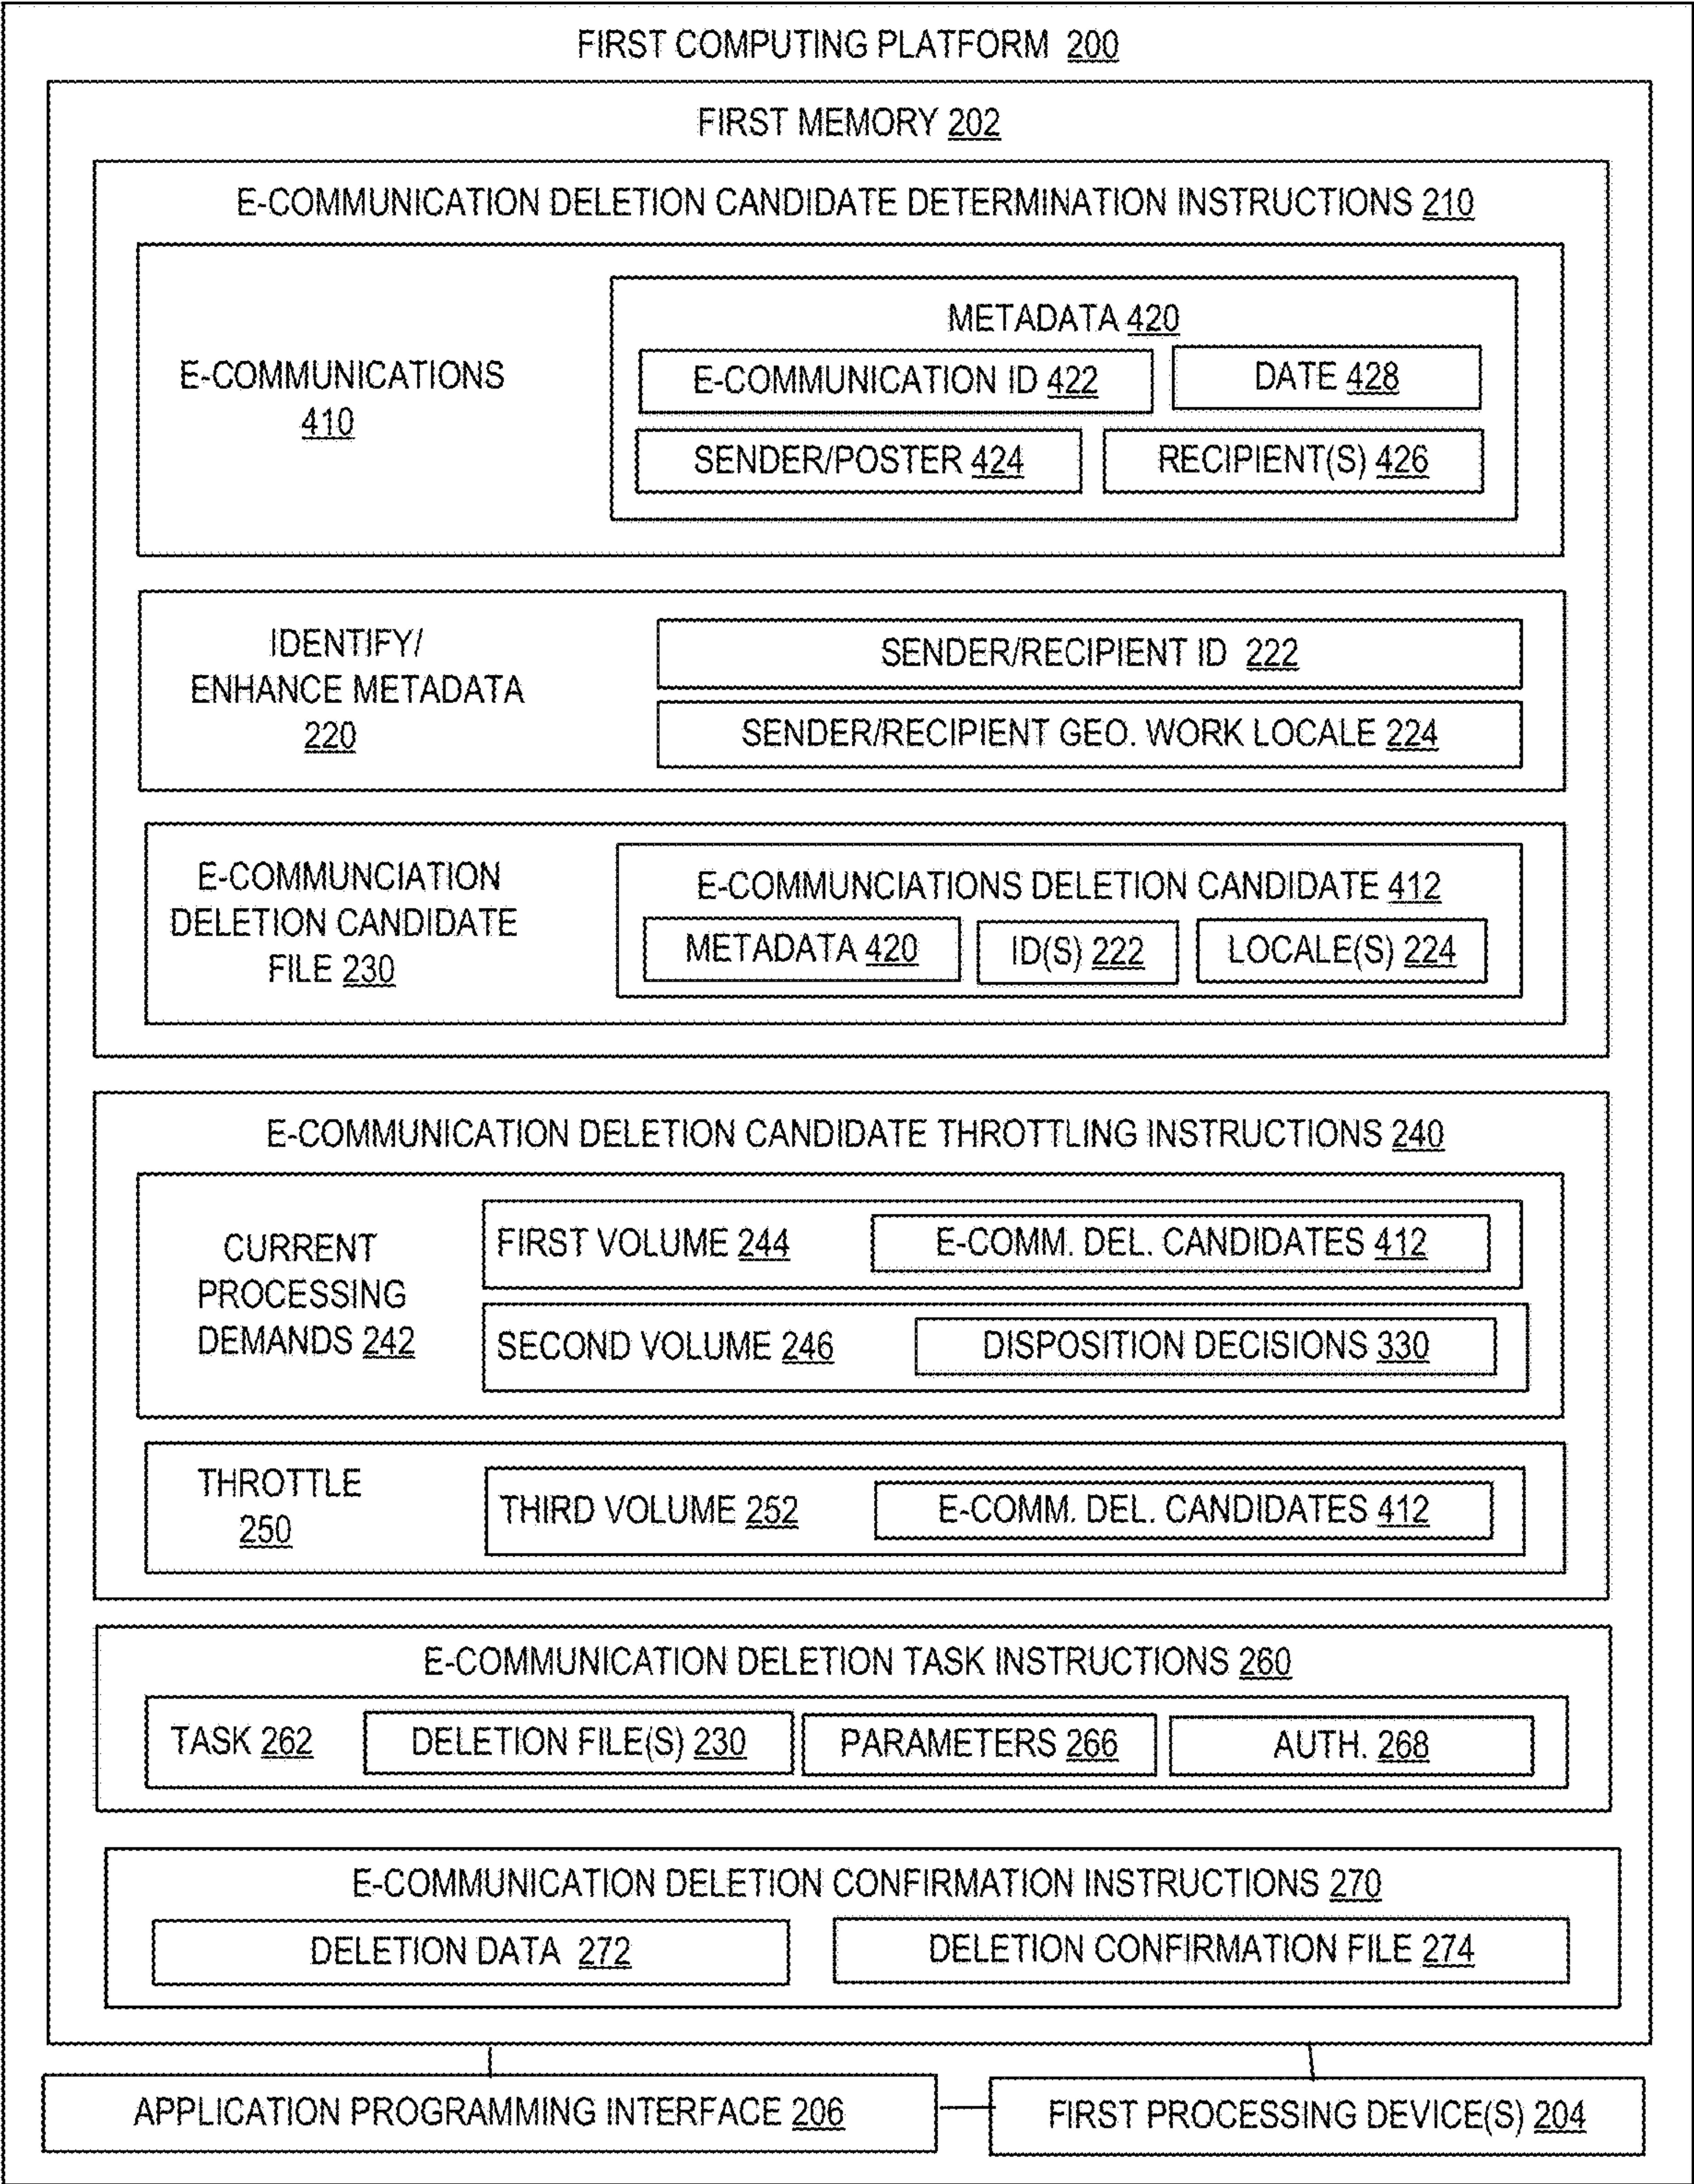 FIRST COMPUTING PLATFORM 200
FIRST MEMORY 202
E-COMMUNICATION DELETION CANDIDATE DETERMINATION INSTRUCTIONS 210
E-COMMUNICATIONS
410
METADATA 420
E-COMMUNICATION ID 422
DATE 428
SENDER/POSTER 424
RECIPIENT(S) 426
IDENTIFY/
ENHANCE METADATA
220
SENDER/RECIPIENT ID 222
SENDER/RECIPIENT GEO. WORK LOCALE 224
E-COMMUNCIATION
DELETION CANDIDATE
FILE 230
E-COMMUNCIATIONS DELETION CANDIDATE 412
METADATA 420
ID(S) 222
LOCALE(S) 224
E-COMMUNICATION DELETION CANDIDATE THROTTLING INSTRUCTIONS 240
CURRENT
PROCESSING
DEMANDS 242
FIRST VOLUME 244
E-COMM. DEL. CANDIDATES 412
SECOND VOLUME 246
DISPOSITION DECISIONS 330
THROTTLE
250
THIRD VOLUME 252
E-COMM. DEL. CANDIDATES 412
E-COMMUNICATION DELETION TASK INSTRUCTIONS 260
TASK 262
DELETION FILE(S) 230
PARAMETERS 266
AUTH. 268
E-COMMUNICATION DELETION CONFIRMATION INSTRUCTIONS 270
DELETION DATA 272
DELETION CONFIRMATION FILE 274
APPLICATION PROGRAMMING INTERFACE 206
FIRST PROCESSING DEVICE(S) 204